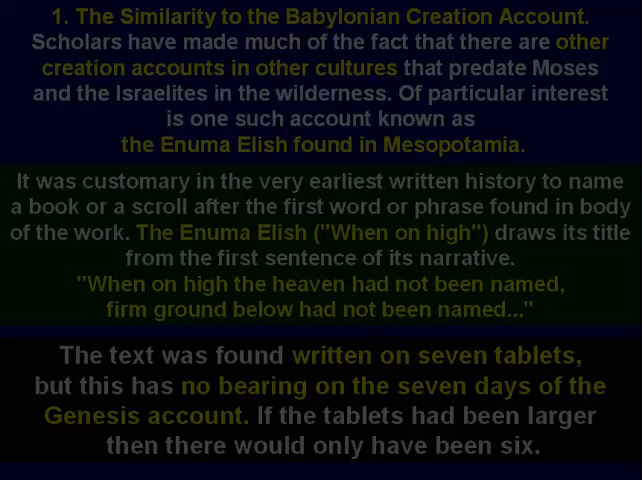 1. The Similarity to the Babylonian Creation Account.
Scholars have made much of the fact that there are other
creation accounts in other cultures that predate Moses
and the Israelites in the wilderness. Of particular interest
is one such account known as
the Enuma Elish found in Mesopotamia.
It was customary in the very earliest written history to name
a book or a scroll after the first word or phrase found in body
of the work. The Enuma Elish ("When on high") draws its title
from the first sentence of its narrative.
"When on high the heaven had not been named,
firm ground below had not been named..."
The text was found written on seven tablets,
but this has no bearing on the seven days of the
Genesis account. If the tablets had been larger
then there would only have been six.